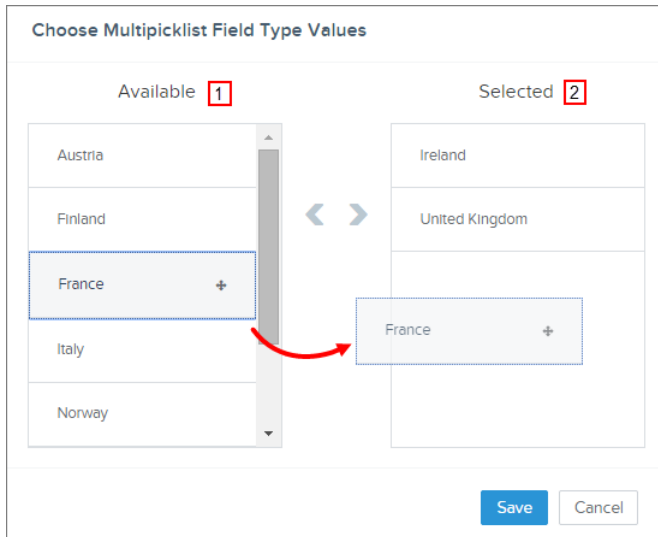 Choose Multipicklist Field Type Values
Available 1
Selected 2
Austria
Finland
France
Italy
Norway
Ireland
United Kingdom
France
Save
Cancel